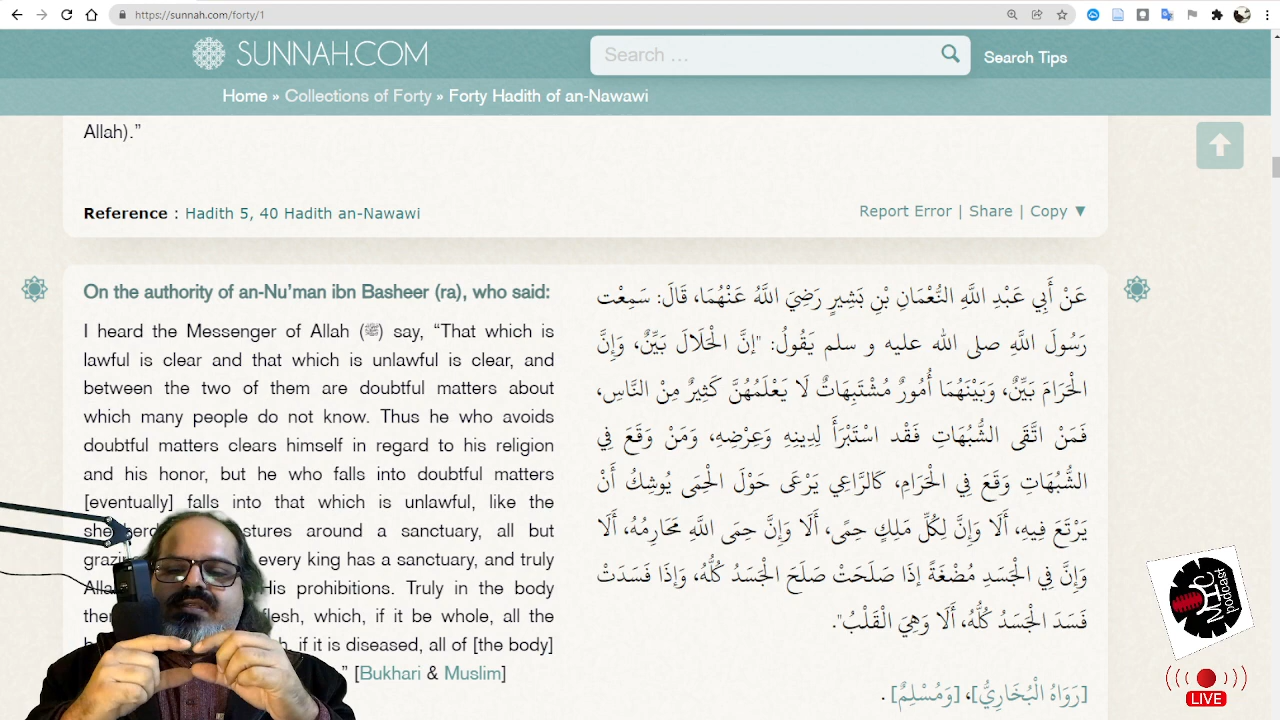 https://sunnah.com/forty/1
SUNNAH.COM
Search ...
Search Tips
Home » Collections of Forty » Forty Hadith of an-Nawawi
Allah).”
Reference : Hadith 5, 40 Hadith an-Nawawi
Report Error | Share | Copy ▼
On the authority of an-Nu’man ibn Basheer (ra), who said:
I heard the Messenger of Allah (ﷺ) say, “That which is
lawful is clear and that which is unlawful is clear, and
between the two of them are doubtful matters about
which many people do not know. Thus he who avoids
doubtful matters clears himself in regard to his religion
and his honor, but he who falls into doubtful matters
[eventually] falls into that which is unlawful, like the
around a sanctuary, all but
every king has a sanctuary, and truly
His prohibitions. Truly in the body
which, if it be whole, all the
if it is diseased, all of [the body]
” [Bukhari & Muslim]
عَنْ أَبِي عَبْدِ اللَّهِ النُّعْمَانِ بْنِ بَشِيرٍ رَضِيَ اللَّهُ عَنْهُمَا، قَالَ: سَمِعْت
رَسُولَ اللَّهِ صلى الله عليه و سلم يَقُولُ: "إنَّ الْحَلَالَ بَيِّنٌ، وَإِنَّ
الْحَرَامَ بَيِّنٌ، وَبَيْنَهُمَا أُمُورٌ مُشْتَبِهَاتٌ لَا يَعْلَمُهُنَّ كَثِيرٌ مِنْ النَّاسِ،
فَمَنْ اتَّقَى الشُّبُهَاتِ فَقْد اسْتَبْرَأَ لِدِينِهِ وَعِرْضِهِ، وَمَنْ وَقَعَ فِي
الشُّبُهَاتِ وَقَعَ فِي الْحَرَامِ، كَالرَّاعِي يَرْعَى حَوْلَ الْحِمَى يُوشِكُ أَنْ
يَرْتَعَ فِيهِ، أَلَا وَإِنَّ لِكُلِّ مَلِكٍ حِمًى، أَلَا وَإِنَّ حِمَى اللَّهِ مَحَارِمُهُ، أَلَا
وَإِنَّ فِي الْجَسَدِ مُضْغَةً إذَا صَلَحَتْ صَلَحَ الْجَسَدُ كُلُّهُ، وَإذَا فَسَدَتْ
فَسَدَ الْجَسَدُ كُلُّهُ، أَلَا وَهِيَ الْقَلْبُ".
[رَوَاهُ الْبُخَارِيُّ]، [وَمُسْلِمٌ] .
MHC
podcast
LIVE